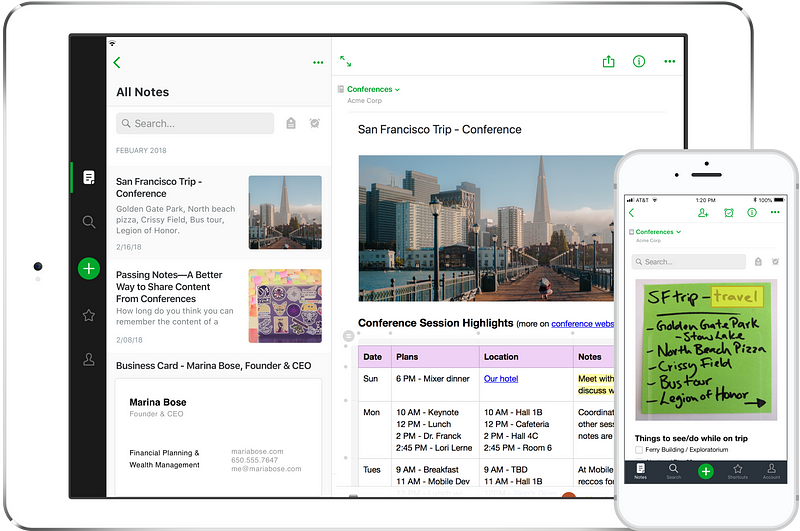 All Notes
Search...
FEBUARY 2018
San Francisco Trip -
Conference
Golden Gate Park, North beach
pizza, Crissy Field, Bus tour,
Legion of Honor.
2/16/18
Passing Notes—A Better
Way to Share Content
From Conferences
How long do you think you can
remember the content of a
2/08/18
Business Card - Marina Bose, Founder & CEO
Marina Bose
Founder & CEO
Financial Planning &
Wealth Management
mariabose.com
650.555.7647
me@mariabose.com
Conferences
Acme Corp
San Francisco Trip - Conference
Conference Session Highlights (more on conference webs
Date Plans Location Notes
Sun 6 PM - Mixer dinner Our hotel Meet with
discuss w
Mon 10 AM - Keynote 10 AM - Hall 1B Coordinat
12 PM - Lunch 12 PM - Cafeteria other sess
2 PM - Dr. Franck 2 PM - Hall 4C notes are
2:45 PM - Lori Lerne 2:45 PM - Room 6
Tues 9 AM - Breakfast 9 AM - TBD At Mobile
11 AM - Mobile Dev 11 AM - Hall 1B reccos for
AT&T 1:20 PM 100%
Conferences
Acme Corp
Search...
SF trip - travel
- Golden Gate Park
- Stow Lake
- North Beach Pizza
- Crissy Field
- Bus Tour
- Legion of Honor
Things to see/do while on trip
Ferry Building / Exploratorium
Notes Search Shortcuts Account